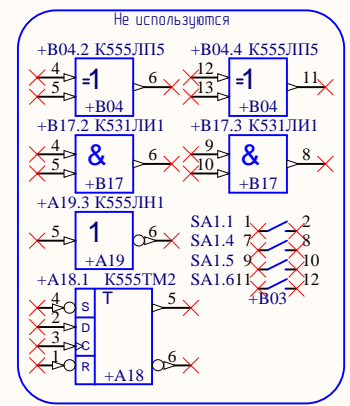 Не используются
+B04.2 К555ЛП5
+B04.4 К555ЛП5
4
5
=1
6
+B04
12
13
=1
11
+B04
+B17.2 К531ЛИ1
+B17.3 К531ЛИ1
4
5
&
6
+B17
9
10
&
8
+B17
+A19.3 К555ЛН1
5
1
6
+A19
SA1.1 1 2
SA1.4 7 8
SA1.5 9 10
SA1.6 11 12
+B03
+A18.1 К555ТМ2
4 S T 5
2 D
3 C
1 R 6
+A18